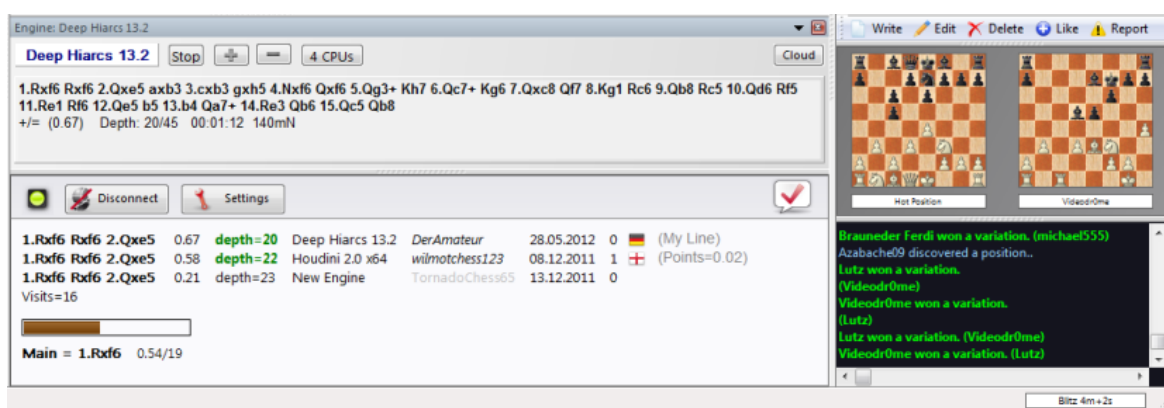 Engine: Deep Hiarcs 13.2
Deep Hiarcs 13.2 Stop 4 CPUs Cloud
1.Rxf6 Rxf6 2.Qxe5 axb3 3.cxb3 gxh5 4.Nxf6 Qxf6 5.Qg3+ Kh7 6.Qc7+ Kg6 7.Qxc8 Qf7 8.Kg1 Rc6 9.Qb8 Rc5 10.Qd6 Rf5
11.Re1 Rf6 12.Qe5 b5 13.b4 Qa7+ 14.Re3 Qb6 15.Qc5 Qb8
+/= (0.67) Depth: 20/45 00:01:12 140mN
Disconnect Settings
1.Rxf6 Rxf6 2.Qxe5 0.67 depth=20 Deep Hiarcs 13.2 DerAmateur 28.05.2012 0 (My Line)
1.Rxf6 Rxf6 2.Qxe5 0.58 depth=22 Houdini 2.0 x64 wilmotchess123 08.12.2011 1 (Points=0.02)
1.Rxf6 Rxf6 2.Qxe5 0.21 depth=23 New Engine TornadoChess65 13.12.2011 0
Visits=16
Main = 1.Rxf6 0.54/19
Write Edit Delete Like Report
Hot Position Videodr0me
Brauneder Ferdi won a variation. (michael555)
Azabache09 discovered a position..
Lutz won a variation.
(Videodr0me)
Videodr0me won a variation.
(Lutz)
Lutz won a variation. (Videodr0me)
Videodr0me won a variation. (Lutz)
Blitz 4m+2s